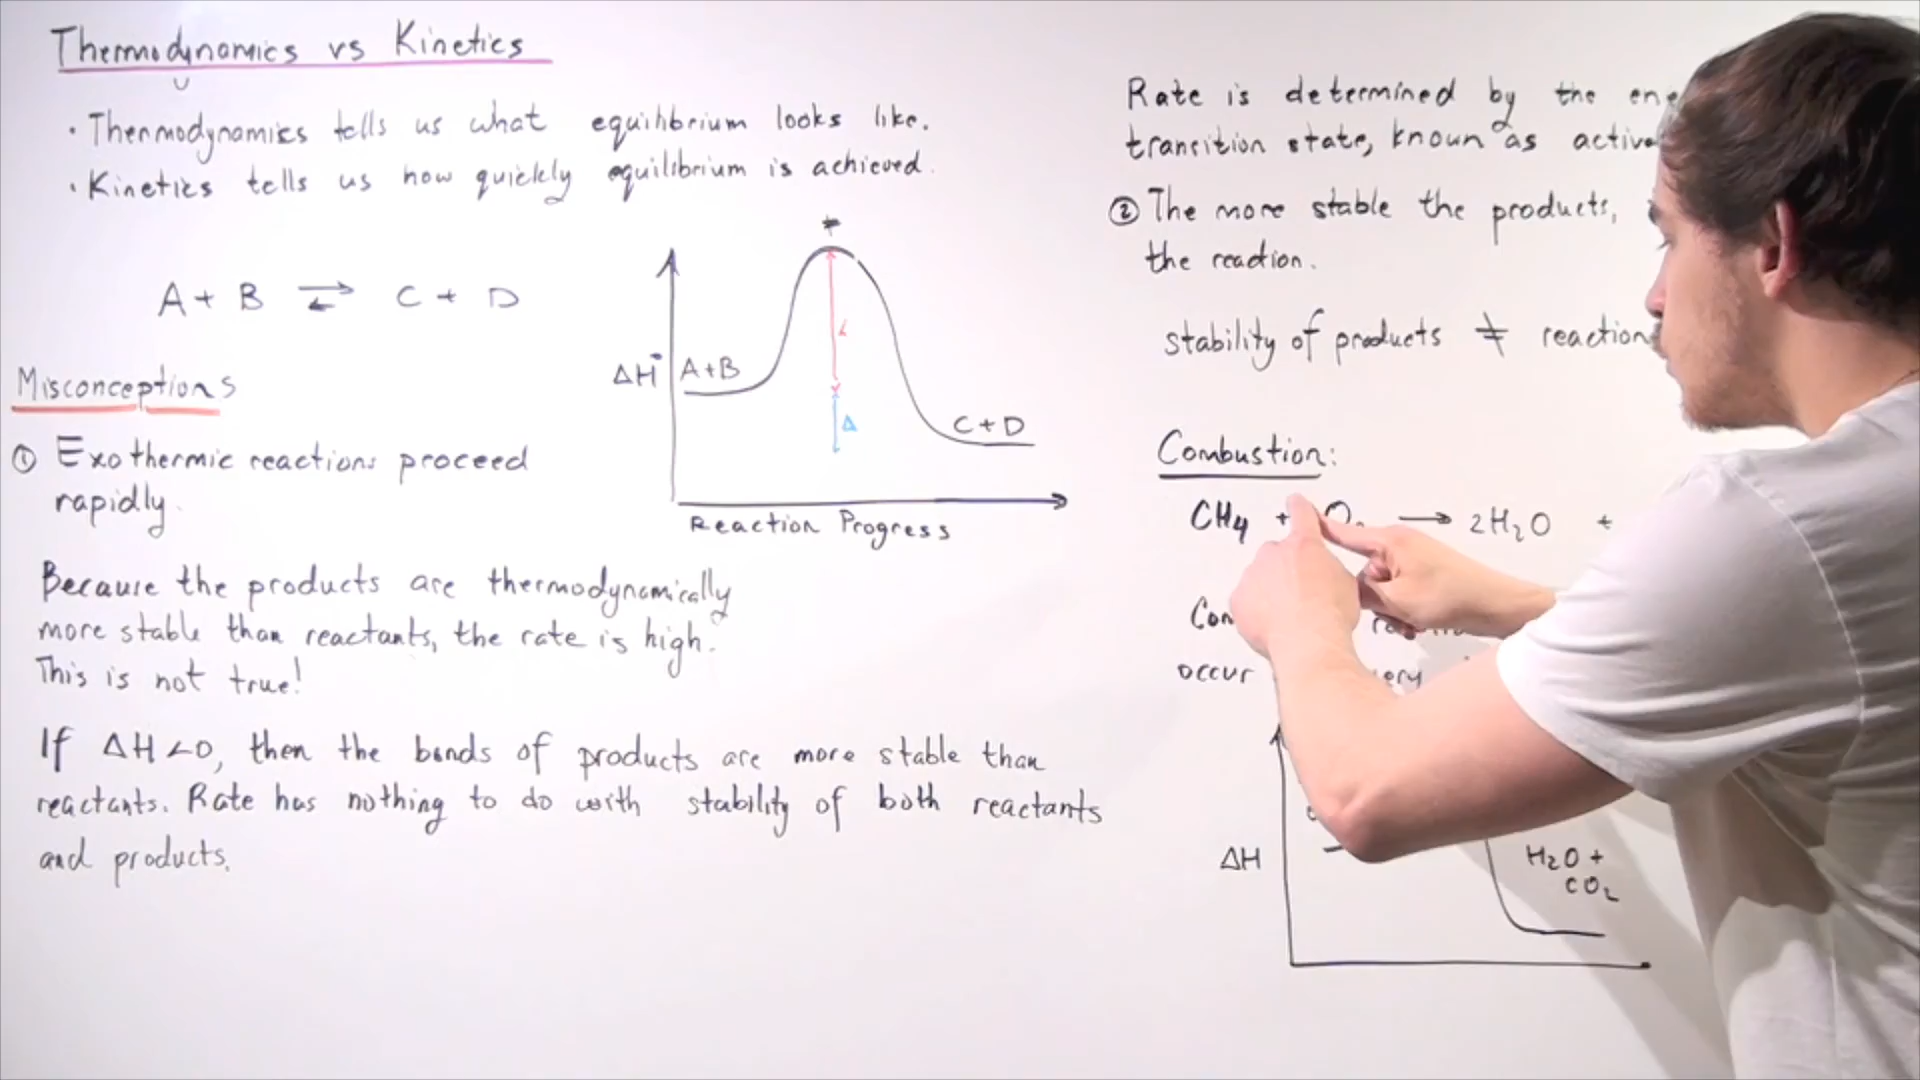 Thermodynamics vs Kinetics
• Thermodynamics tells us what equilibrium looks like.
• Kinetics tells us how quickly equilibrium is achieved.
A + B ⇌ C + D
ΔH
A+B
‡
Δ
C + D
Reaction Progress
Misconceptions
① Exothermic reactions proceed
rapidly.
Because the products are thermodynamically
more stable than reactants, the rate is high.
This is not true!
If ΔH <0, then the bonds of products are more stable than
reactants. Rate has nothing to do with stability of both reactants
and products.
Rate is determined by the
transition state, known as
② The more stable the products,
the reaction.
stability of products ≠ reaction
Combustion:
CH4 + O → 2H2O +
occur
ΔH
H2O +
CO2